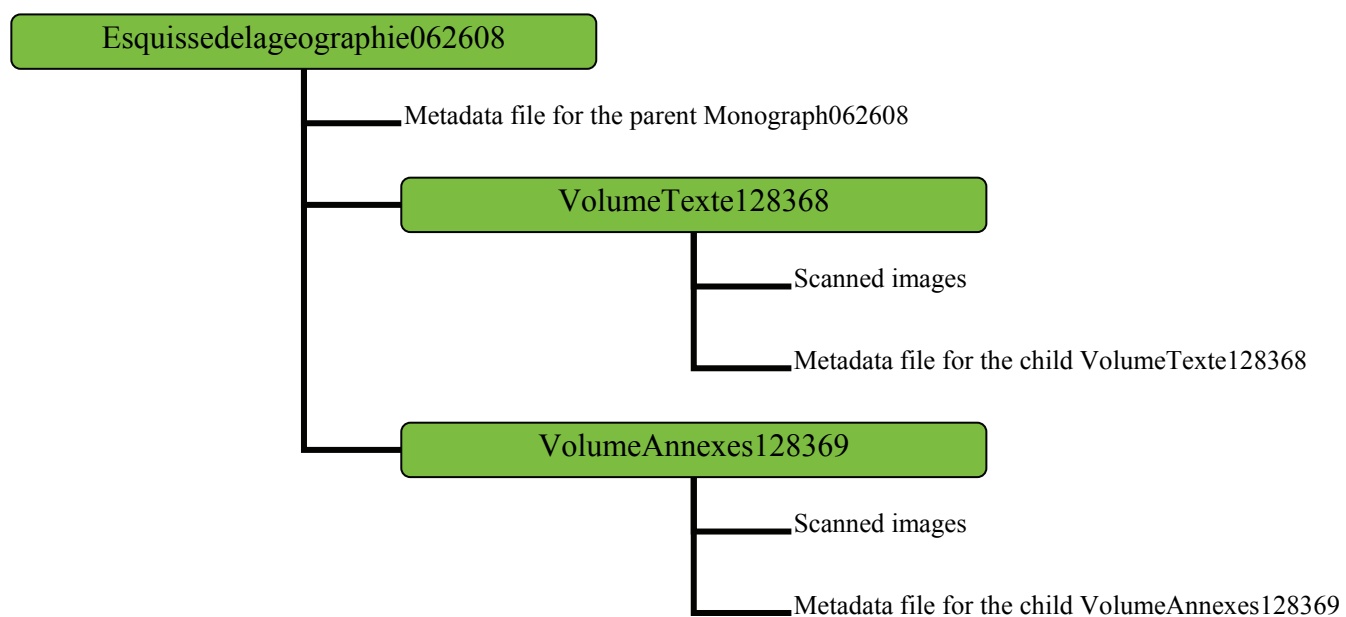 Esquissedelageographie062608
Metadata file for the parent Monograph062608
VolumeTexte128368
Scanned images
Metadata file for the child VolumeTexte128368
VolumeAnnexes128369
Scanned images
Metadata file for the child VolumeAnnexes128369